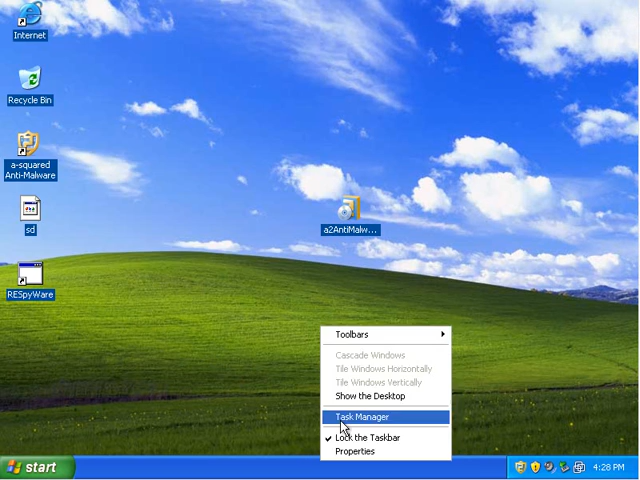 Internet
Recycle Bin
a-squared
Anti-Malware
sd
RESpyWare
a2AntiMalw...
Toolbars
Cascade Windows
Tile Windows Horizontally
Tile Windows Vertically
Show the Desktop
Task Manager
Lock the Taskbar
Properties
start
4:28 PM